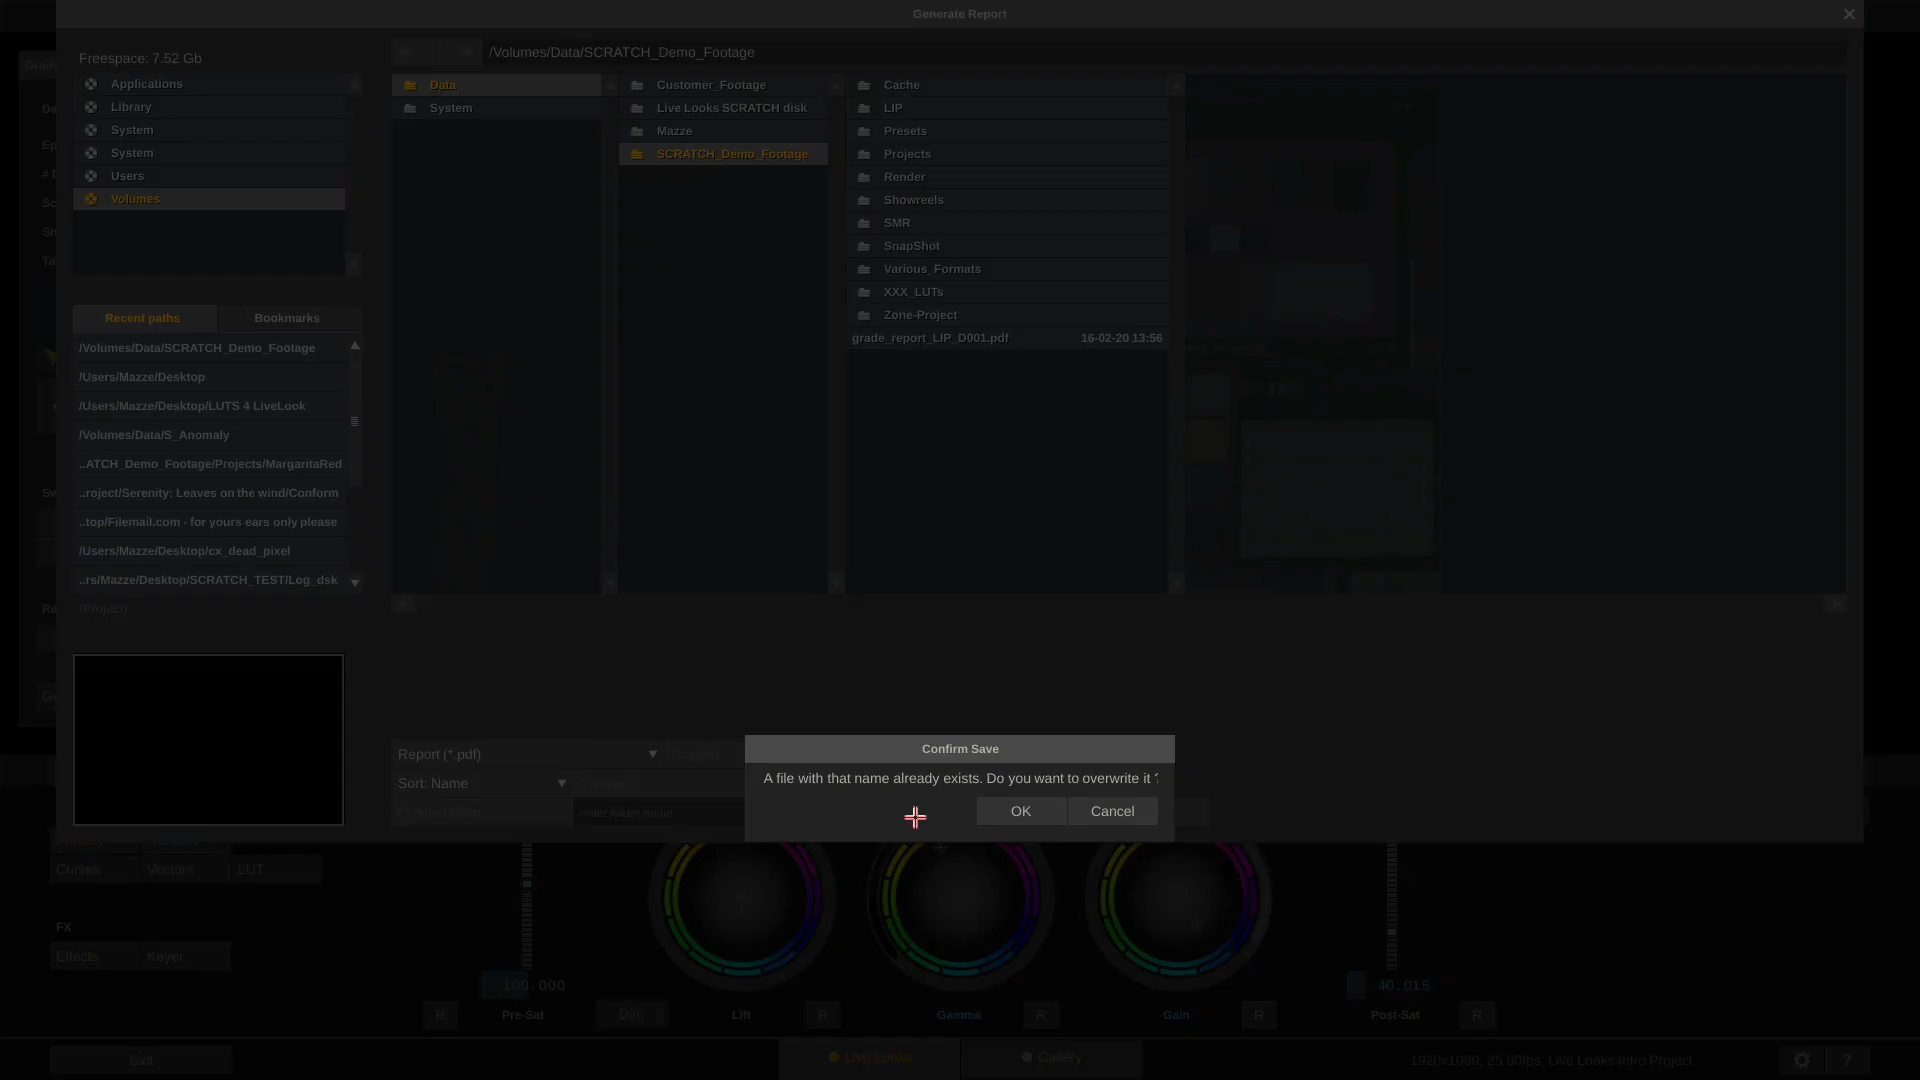 Generate Report
Freespace: 7.52 Gb
/Volumes/Data/SCRATCH_Demo_Footage
Applications
Library
System
System
Users
Volumes
Data
System
Customer_Footage
Live Looks SCRATCH disk
Mazze
SCRATCH_Demo_Footage
Cache
LIP
Presets
Projects
Render
Showreels
SMR
SnapShot
Various_Formats
XXX_LUTs
Zone-Project
grade_report_LIP_D001.pdf 16-02-20 13:56
Recent paths
Bookmarks
/Volumes/Data/SCRATCH_Demo_Footage
/Users/Mazze/Desktop
/Users/Mazze/Desktop/LUTS 4 LiveLook
/Volumes/Data/S_Anomaly
..ATCH_Demo_Footage/Projects/MargaritaRed
..roject/Serenity: Leaves on the wind/Conform
..top/Filemail.com - for yours ears only please
/Users/Mazze/Desktop/cx_dead_pixel
..rs/Mazze/Desktop/SCRATCH_TEST/Log_dsk
(Project)
Report (*.pdf)
Sort: Name
Create folder
enter folder name
Confirm Save
A file with that name already exists. Do you want to overwrite it ?
OK
Cancel
Curves
Vectors
LUT
FX
Effects
Keyer
100.000
40.015
R
Pre-Sat
Dim
Lift
R
Gamma
R
Gain
R
Post-Sat
R
Exit
Live Looks
Gallery
1920x1080, 25.00fps, Live Looks Intro Project
?